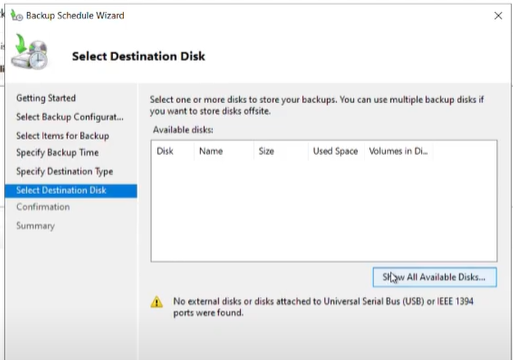 Backup Schedule Wizard
Select Destination Disk
Getting Started
Select Backup Configurat...
Select Items for Backup
Specify Backup Time
Specify Destination Type
Select Destination Disk
Confirmation
Summary
Select one or more disks to store your backups. You can use multiple backup disks if
you want to store disks offsite.
Available disks:
Disk Name Size Used Space Volumes in Di...
Show All Available Disks...
No external disks or disks attached to Universal Serial Bus (USB) or IEEE 1394
ports were found.